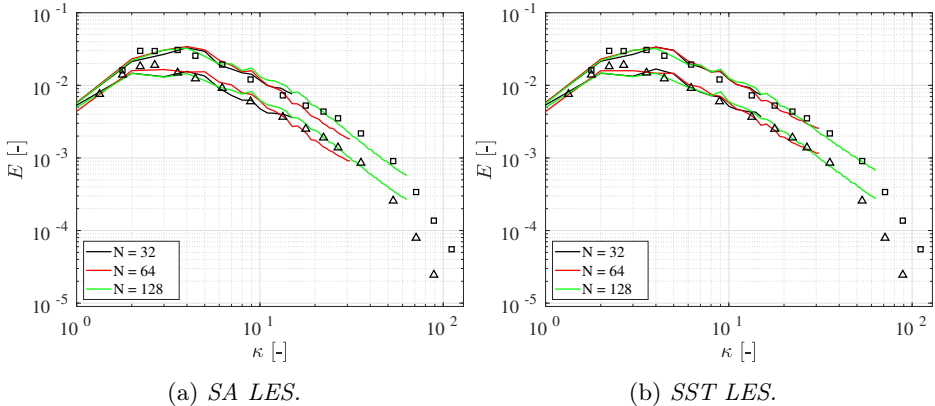 10^-1
10^-2
10^-3
10^-4
10^-5
E [-]
N = 32
N = 64
N = 128
10^0
10^1
10^2
κ [-]
(a) SA LES.
10^-1
10^-2
10^-3
10^-4
10^-5
E [-]
N = 32
N = 64
N = 128
10^0
10^1
10^2
κ [-]
(b) SST LES.